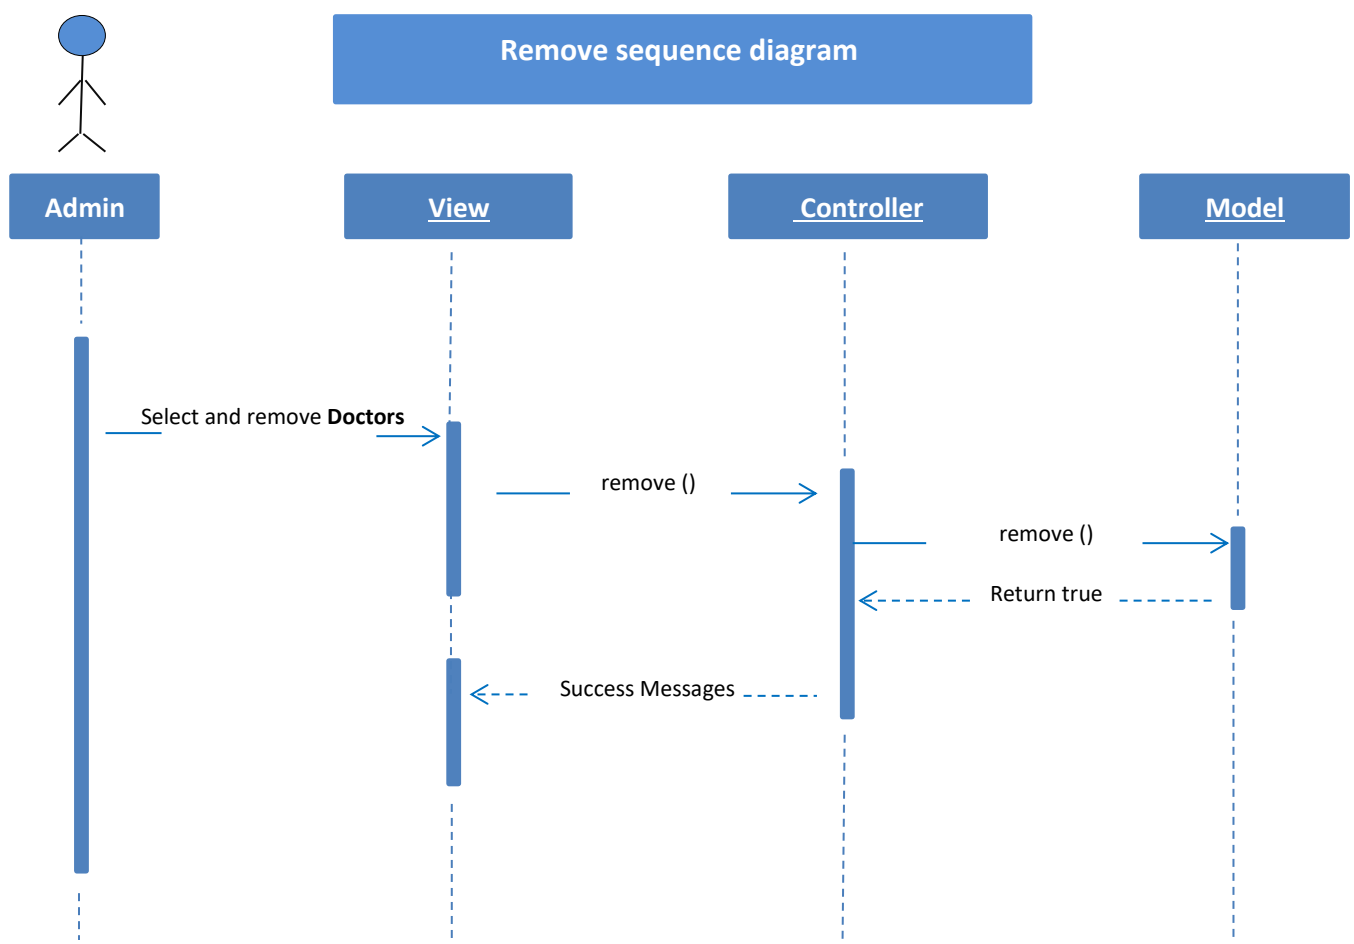 Remove sequence diagram
Admin
View
Controller
Model
Select and remove Doctors
remove ()
remove ()
Return true
Success Messages